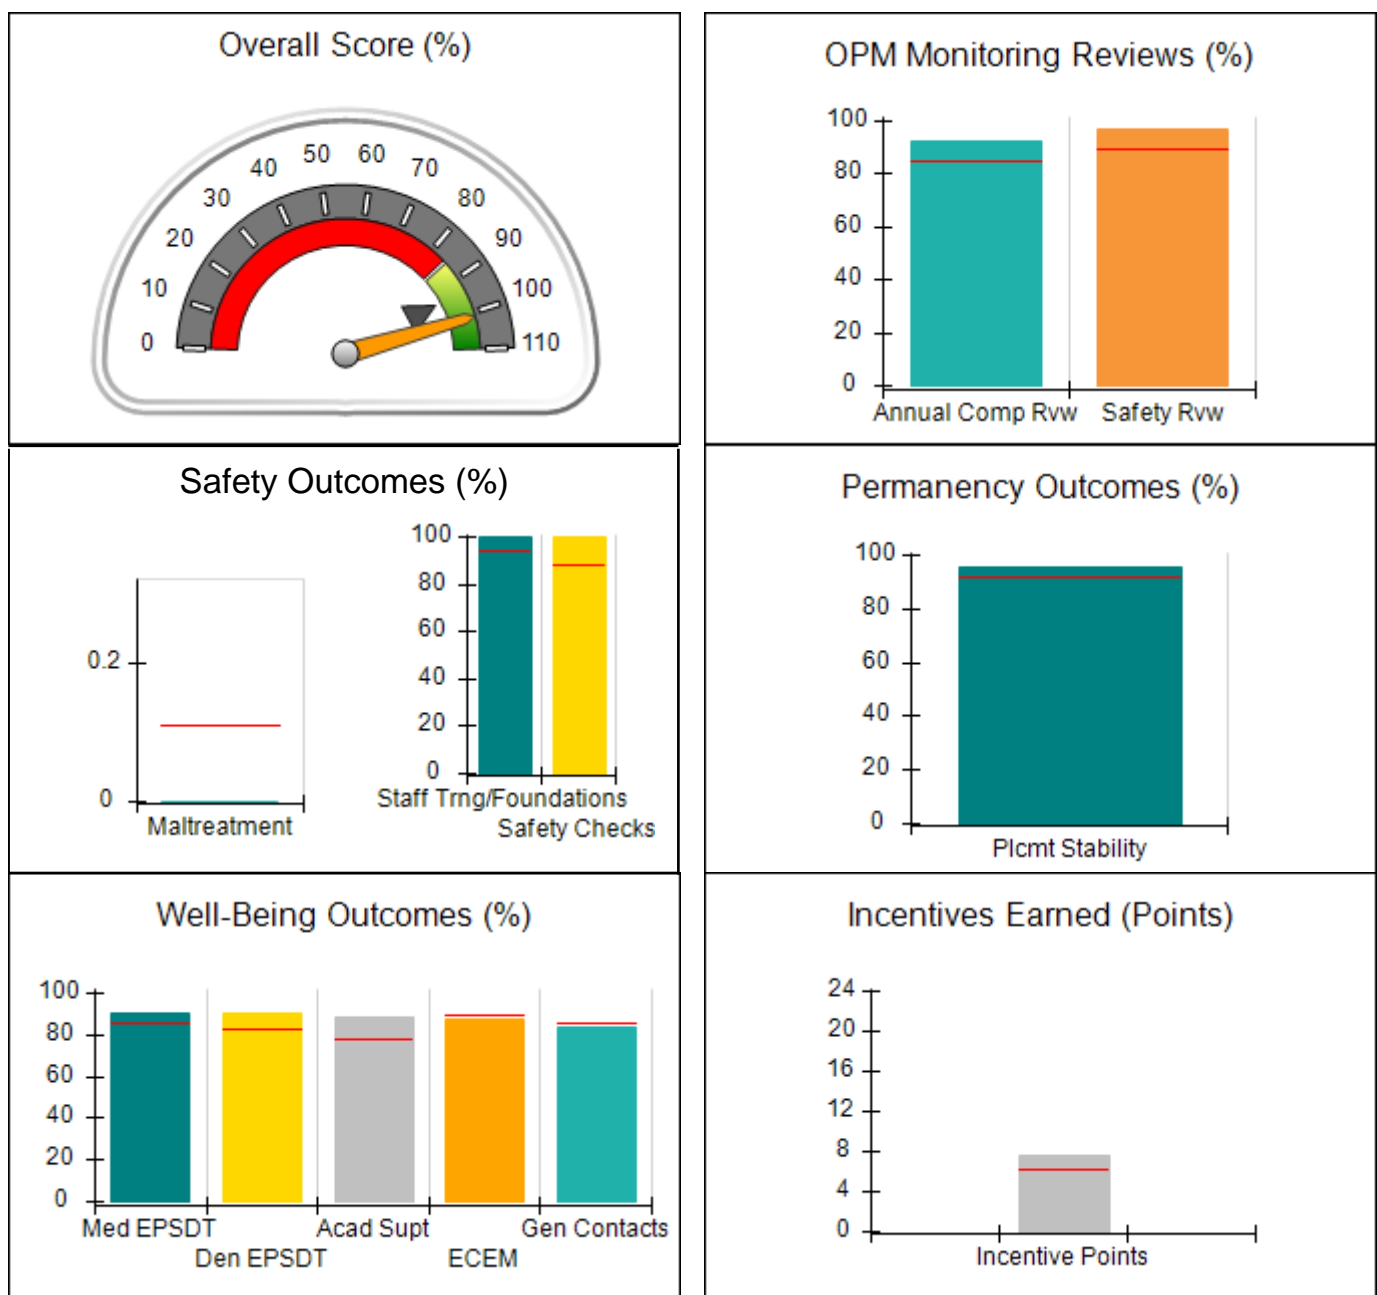 Overall Score (%)
0
10
20
30
40
50
60
70
80
90
100
110
OPM Monitoring Reviews (%)
100
80
60
40
20
0
Annual Comp Rvw
Safety Rvw
Safety Outcomes (%)
0.2
0
Maltreatment
100
80
60
40
20
0
Staff Trng/Foundations
Safety Checks
Permanency Outcomes (%)
100
80
60
40
20
0
Plcmt Stability
Well-Being Outcomes (%)
100
80
60
40
20
0
Med EPSDT
Den EPSDT
Acad Supt
ECEM
Gen Contacts
Incentives Earned (Points)
24
20
16
12
8
4
0
Incentive Points